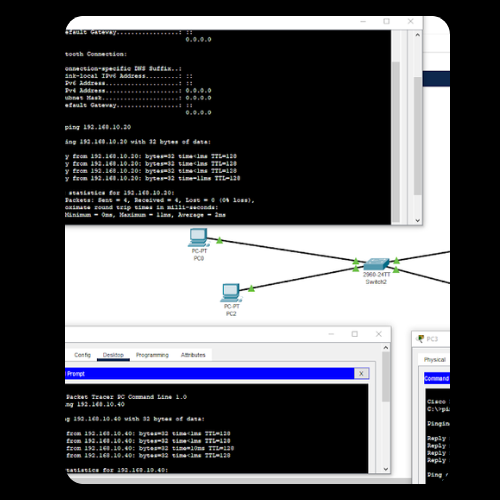 efault Gateway.................: ::
0.0.0.0
tooth Connection:
onnection-specific DNS Suffix..:
ink-local IPv6 Address.........: ::
Pv6 Address....................: ::
Pv4 Address....................: 0.0.0.0
ubnet Mask.....................: 0.0.0.0
efault Gateway.................: ::
0.0.0.0
ping 192.168.10.20
ing 192.168.10.20 with 32 bytes of data:
y from 192.168.10.20: bytes=32 time<1ms TTL=128
y from 192.168.10.20: bytes=32 time<1ms TTL=128
y from 192.168.10.20: bytes=32 time<1ms TTL=128
y from 192.168.10.20: bytes=32 time=11ms TTL=128
statistics for 192.168.10.20:
Packets: Sent = 4, Received = 4, Lost = 0 (0% loss),
oximate round trip times in milli-seconds:
Minimum = 0ms, Maximum = 11ms, Average = 2ms
PC-PT
PC0
2960-24TT
Switch2
PC-PT
PC2
Config Desktop Programming Attributes
Prompt X
Packet Tracer PC Command Line 1.0
ng 192.168.10.40
g 192.168.10.40 with 32 bytes of data:
from 192.168.10.40: bytes=32 time<1ms TTL=128
from 192.168.10.40: bytes=32 time<1ms TTL=128
from 192.168.10.40: bytes=32 time=10ms TTL=128
from 192.168.10.40: bytes=32 time<1ms TTL=128
tatistics for 192.168.10.40:
PC3
Physical
Command
Cisco
C:\>pi
Pingin
Reply
Reply
Reply
Reply
Ping